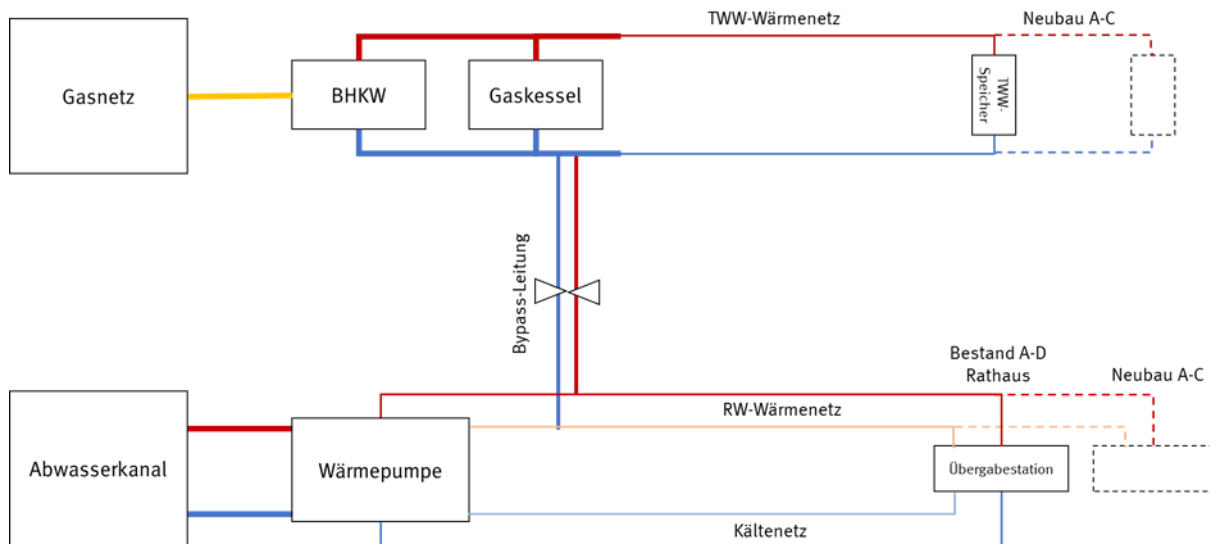 TWW-Wärmenetz
Neubau A-C
Gasnetz
BHKW
Gaskessel
TWW-
Speicher
Bypass-Leitung
Bestand A-D
Rathaus
Neubau A-C
RW-Wärmenetz
Abwasserkanal
Wärmepumpe
Übergabestation
Kältenetz